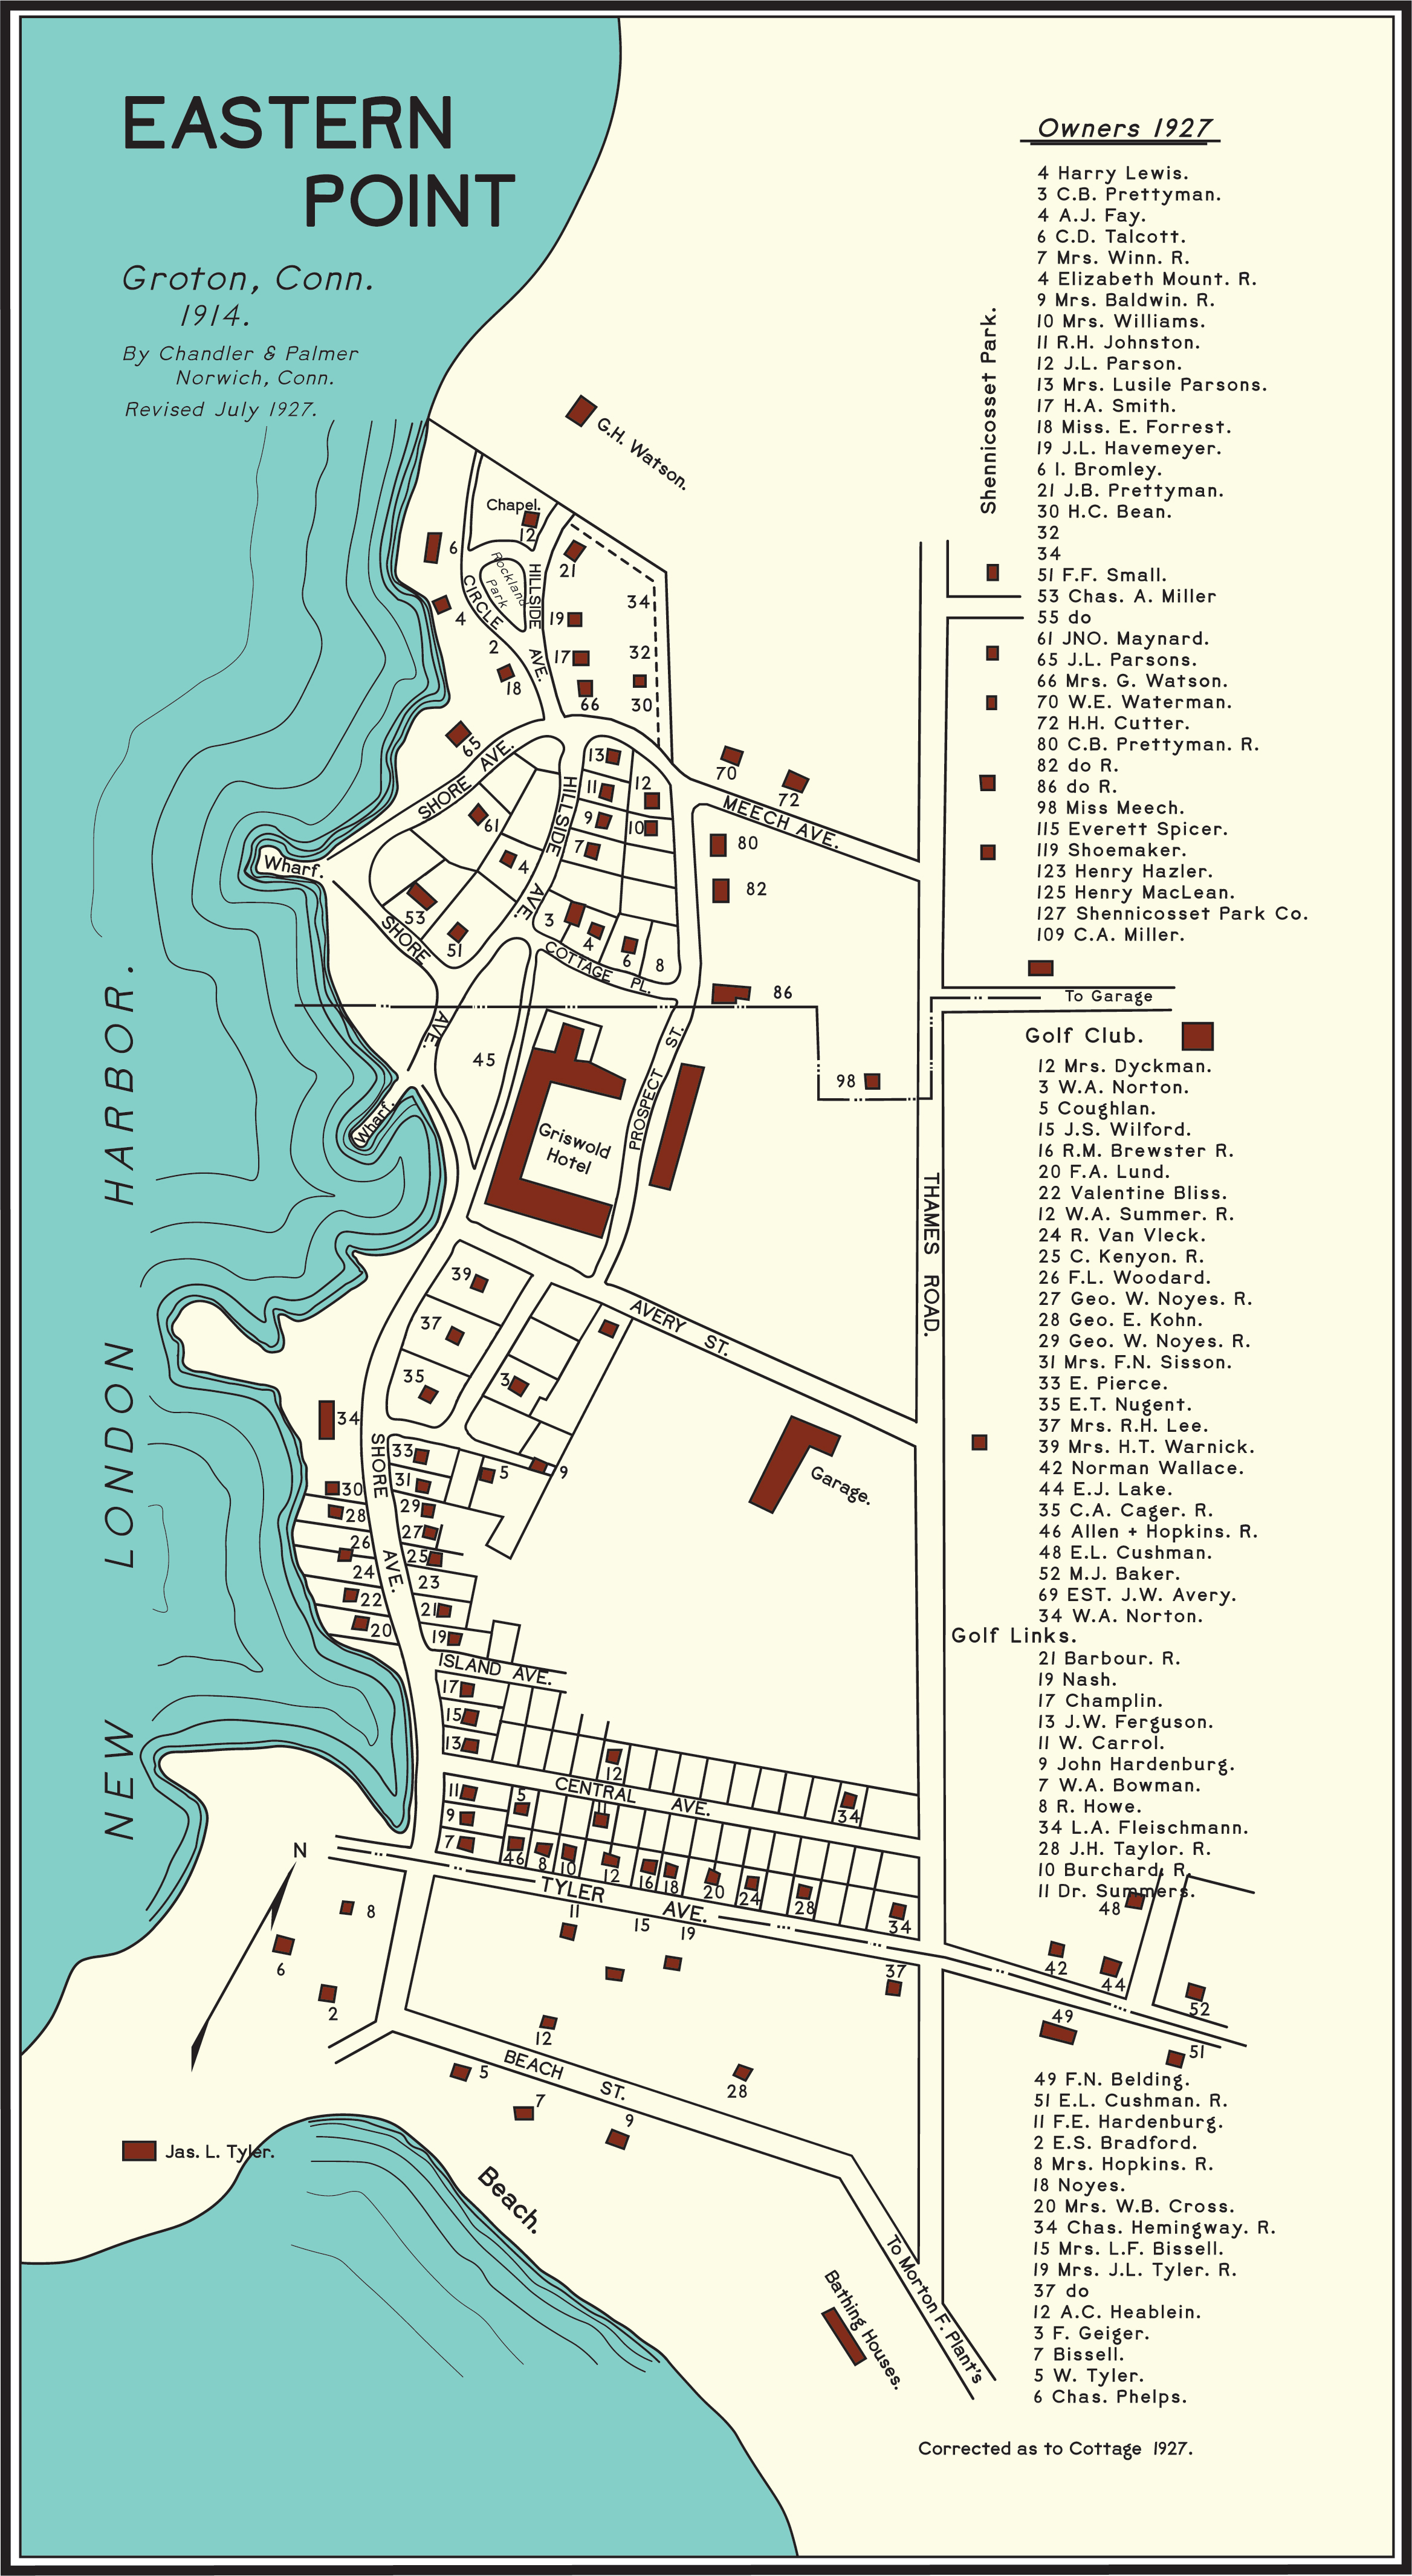 EASTERN
POINT
Groton, Conn.
1914.
By Chandler & Palmer
Norwich, Conn.
Revised July 1927.
Owners 1927
4 Harry Lewis.
3 C.B. Prettyman.
4 A.J. Fay.
6 C.D. Talcott.
7 Mrs. Winn. R.
4 Elizabeth Mount. R.
9 Mrs. Baldwin. R.
10 Mrs. Williams.
11 R.H. Johnston.
12 J.L. Parson.
13 Mrs. Lusile Parsons.
17 H.A. Smith.
18 Miss. E. Forrest.
19 J.L. Havemeyer.
6 I. Bromley.
21 J.B. Prettyman.
30 H.C. Bean.
32
34
51 F.F. Small.
53 Chas. A. Miller
55 do
61 JNO. Maynard.
65 J.L. Parsons.
66 Mrs. G. Watson.
70 W.E. Waterman.
72 H.H. Cutter.
80 C.B. Prettyman. R.
82 do R.
86 do R.
98 Miss Meech.
115 Everett Spicer.
119 Shoemaker.
123 Henry Hazler.
125 Henry MacLean.
127 Shennicosset Park Co.
109 C.A. Miller.
Shennicosset Park.
To Garage
Golf Club.
12 Mrs. Dyckman.
3 W.A. Norton.
5 Coughlan.
15 J.S. Wilford.
16 R.M. Brewster R.
20 F.A. Lund.
22 Valentine Bliss.
12 W.A. Summer. R.
24 R. Van Vleck.
25 C. Kenyon. R.
26 F.L. Woodard.
27 Geo. W. Noyes. R.
28 Geo. E. Kohn.
29 Geo. W. Noyes. R.
31 Mrs. F.N. Sisson.
33 E. Pierce.
35 E.T. Nugent.
37 Mrs. R.H. Lee.
39 Mrs. H.T. Warnick.
42 Norman Wallace.
44 E.J. Lake.
35 C.A. Cager. R.
46 Allen + Hopkins. R.
48 E.L. Cushman.
52 M.J. Baker.
69 EST. J.W. Avery.
34 W.A. Norton.
Golf Links.
21 Barbour. R.
19 Nash.
17 Champlin.
13 J.W. Ferguson.
11 W. Carrol.
9 John Hardenburg.
7 W.A. Bowman.
8 R. Howe.
34 L.A. Fleischmann.
28 J.H. Taylor. R.
10 Burchard. R.
11 Dr. Summers.
49 F.N. Belding.
51 E.L. Cushman. R.
11 F.E. Hardenburg.
2 E.S. Bradford.
8 Mrs. Hopkins. R.
18 Noyes.
20 Mrs. W.B. Cross.
34 Chas. Hemingway. R.
15 Mrs. L.F. Bissell.
19 Mrs. J.L. Tyler. R.
37 do
12 A.C. Heablein.
3 F. Geiger.
7 Bissell.
5 W. Tyler.
6 Chas. Phelps.
Corrected as to Cottage 1927.
G.H. Watson.
Chapel.
12
6
Rockland
Park
21
CIRCLE
HILLSIDE
AVE.
4
19
34
2
17
32
18
66
30
65
SHORE AVE.
13
11
12
9
10
7
HILLSIDE
AVE.
61
4
70
72
MEECH AVE.
80
82
Wharf.
53
51
SHORE
AVE.
3
4
6
8
COTTAGE PL.
86
45
98
PROSPECT ST.
Griswold
Hotel
Wharf.
THAMES ROAD.
NEW LONDON HARBOR.
39
37
35
3
AVERY ST.
34
33
31
5
9
Garage.
SHORE
AVE.
30
28
29
27
26
25
24
23
22
21
20
19
ISLAND AVE.
17
15
13
12
CENTRAL AVE.
34
11
9
7
5
11
46
8
10
12
16
18
20
24
28
34
TYLER AVE.
11
15
19
37
48
42
44
52
49
51
N
8
6
2
12
BEACH ST.
5
7
9
28
Jas. L. Tyler.
Beach.
Bathing Houses.
To Morton F. Plant's